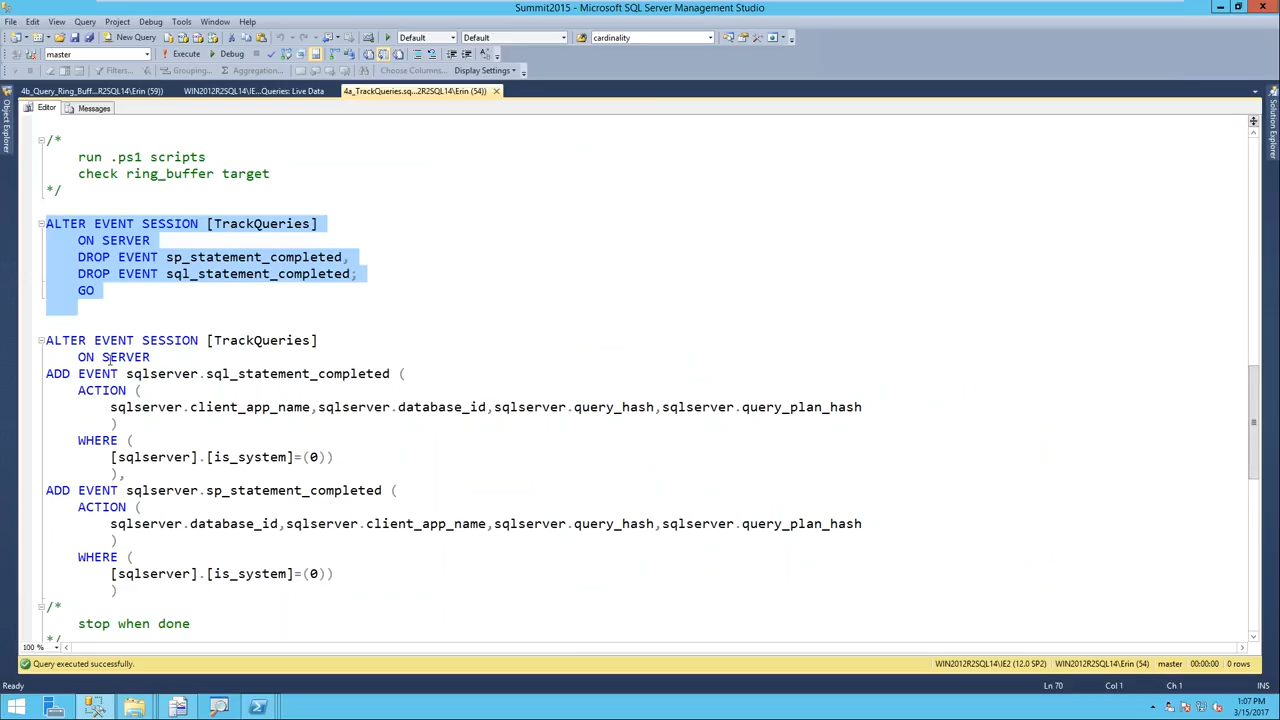 Summit2015 - Microsoft SQL Server Management Studio
File Edit View Query Project Debug Tools Window Help
New Query Default Default cardinality
master Execute Debug
Filters... Grouping... Aggregation... Choose Columns... Display Settings
4b_Query_Ring_Buff...R2SQL14\Erin (59)) WIN2012R2SQL14\IE...Queries: Live Data 4a_TrackQueries.sq...2R2SQL14\Erin (54))
Editor Messages
Object Explorer
Solution Explorer
/*
run .ps1 scripts
check ring_buffer target
*/
ALTER EVENT SESSION [TrackQueries]
ON SERVER
DROP EVENT sp_statement_completed,
DROP EVENT sql_statement_completed;
GO
ALTER EVENT SESSION [TrackQueries]
ON SERVER
ADD EVENT sqlserver.sql_statement_completed (
ACTION (
sqlserver.client_app_name,sqlserver.database_id,sqlserver.query_hash,sqlserver.query_plan_hash
)
WHERE (
[sqlserver].[is_system]=(0))
),
ADD EVENT sqlserver.sp_statement_completed (
ACTION (
sqlserver.database_id,sqlserver.client_app_name,sqlserver.query_hash,sqlserver.query_plan_hash
)
WHERE (
[sqlserver].[is_system]=(0))
)
/*
stop when done
*/
100 %
Query executed successfully. WIN2012R2SQL14\IE2 (12.0 SP2) WIN2012R2SQL14\Erin (54) master 00:00:00 0 rows
Ready Ln 70 Col 1 Ch 1 INS
1:07 PM
3/15/2017